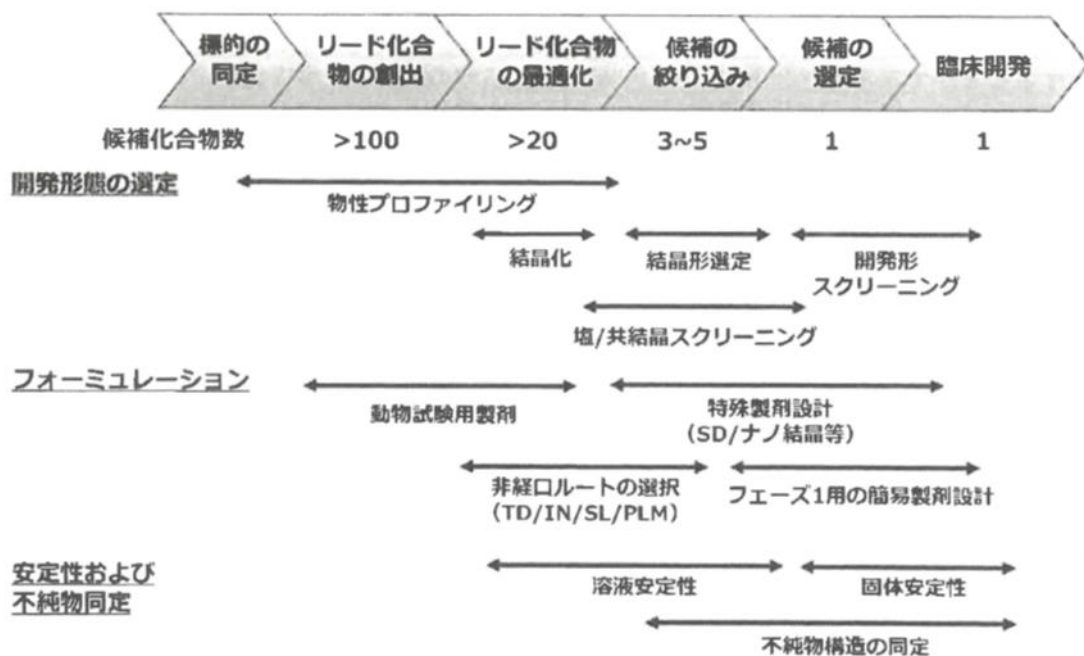 標的の
同定
リード化合
物の創出
リード化合物
の最適化
候補の
絞り込み
候補の
選定
臨床開発
候補化合物数
>100
>20
3~5
1
1
開発形態の選定
物性プロファイリング
結晶化
結晶形選定
開発形
スクリーニング
塩/共結晶スクリーニング
フォーミュレーション
動物試験用製剤
特殊製剤設計
（SD/ナノ結晶等）
非経口ルートの選択
（TD/IN/SL/PLM）
フェーズ1用の簡易製剤設計
安定性および
不純物同定
溶液安定性
固体安定性
不純物構造の同定